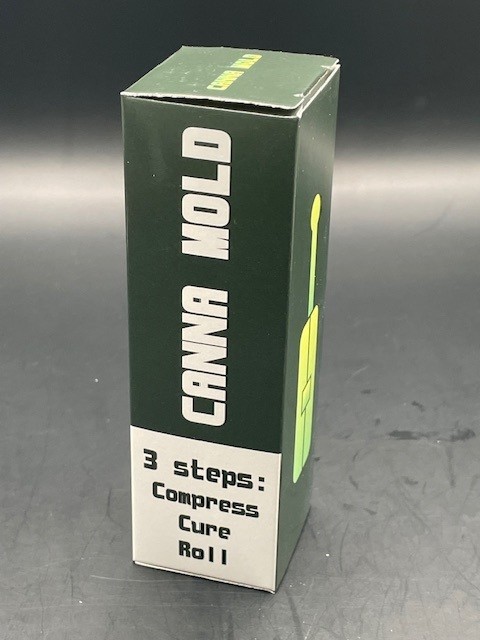 CANNA MOLD
CANNA MOLD
3 steps:
Compress
Cure
Roll